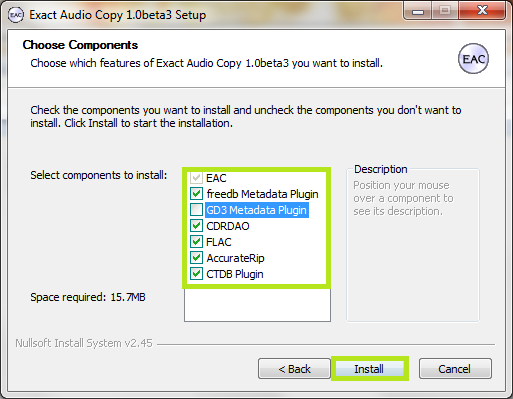 EAC Exact Audio Copy 1.0beta3 Setup
Choose Components
Choose which features of Exact Audio Copy 1.0beta3 you want to install.
EAC
Check the components you want to install and uncheck the components you don't want to
install. Click Install to start the installation.
Select components to install:
EAC
freedb Metadata Plugin
GD3 Metadata Plugin
CDRDAO
FLAC
AccurateRip
CTDB Plugin
Description
Position your mouse
over a component to
see its description.
Space required: 15.7MB
Nullsoft Install System v2.45
< Back
Install
Cancel